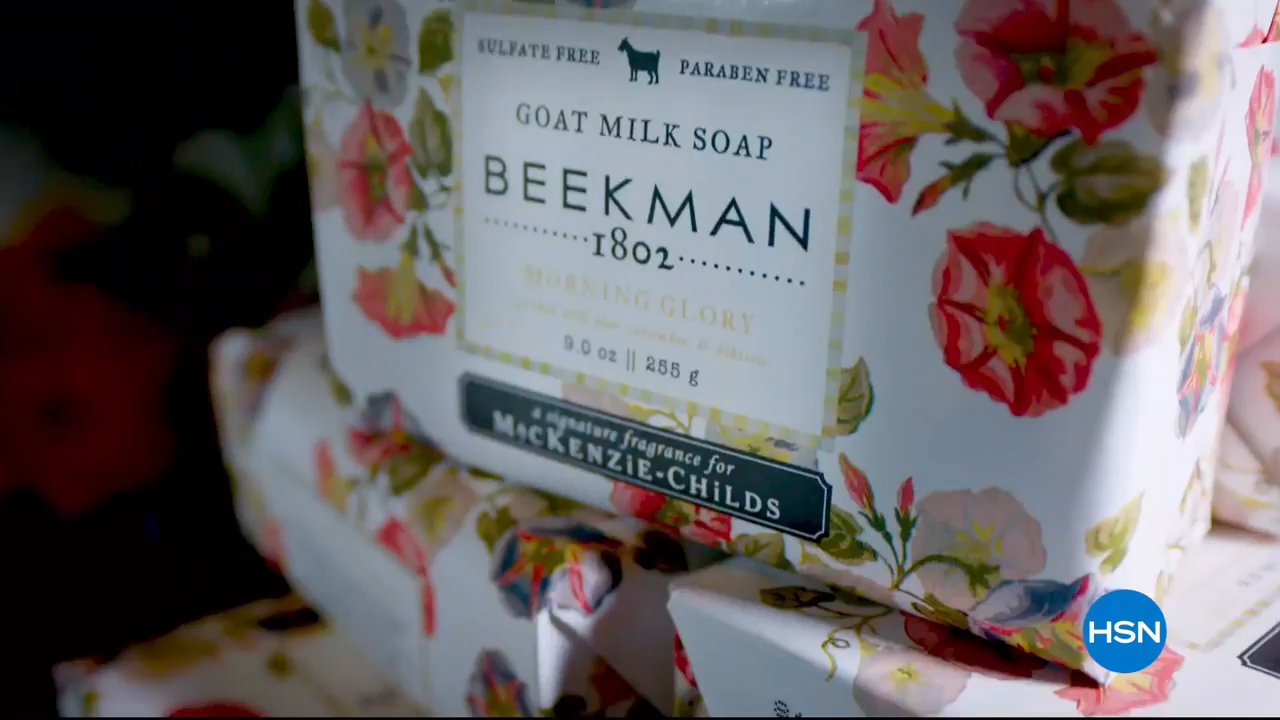 SULFATE FREE PARABEN FREE
GOAT MILK SOAP
BEEKMAN
1802
MORNING GLORY
9.0 oz || 255 g
a signature fragrance for
MacKENZiE-CHiLDS
HSN